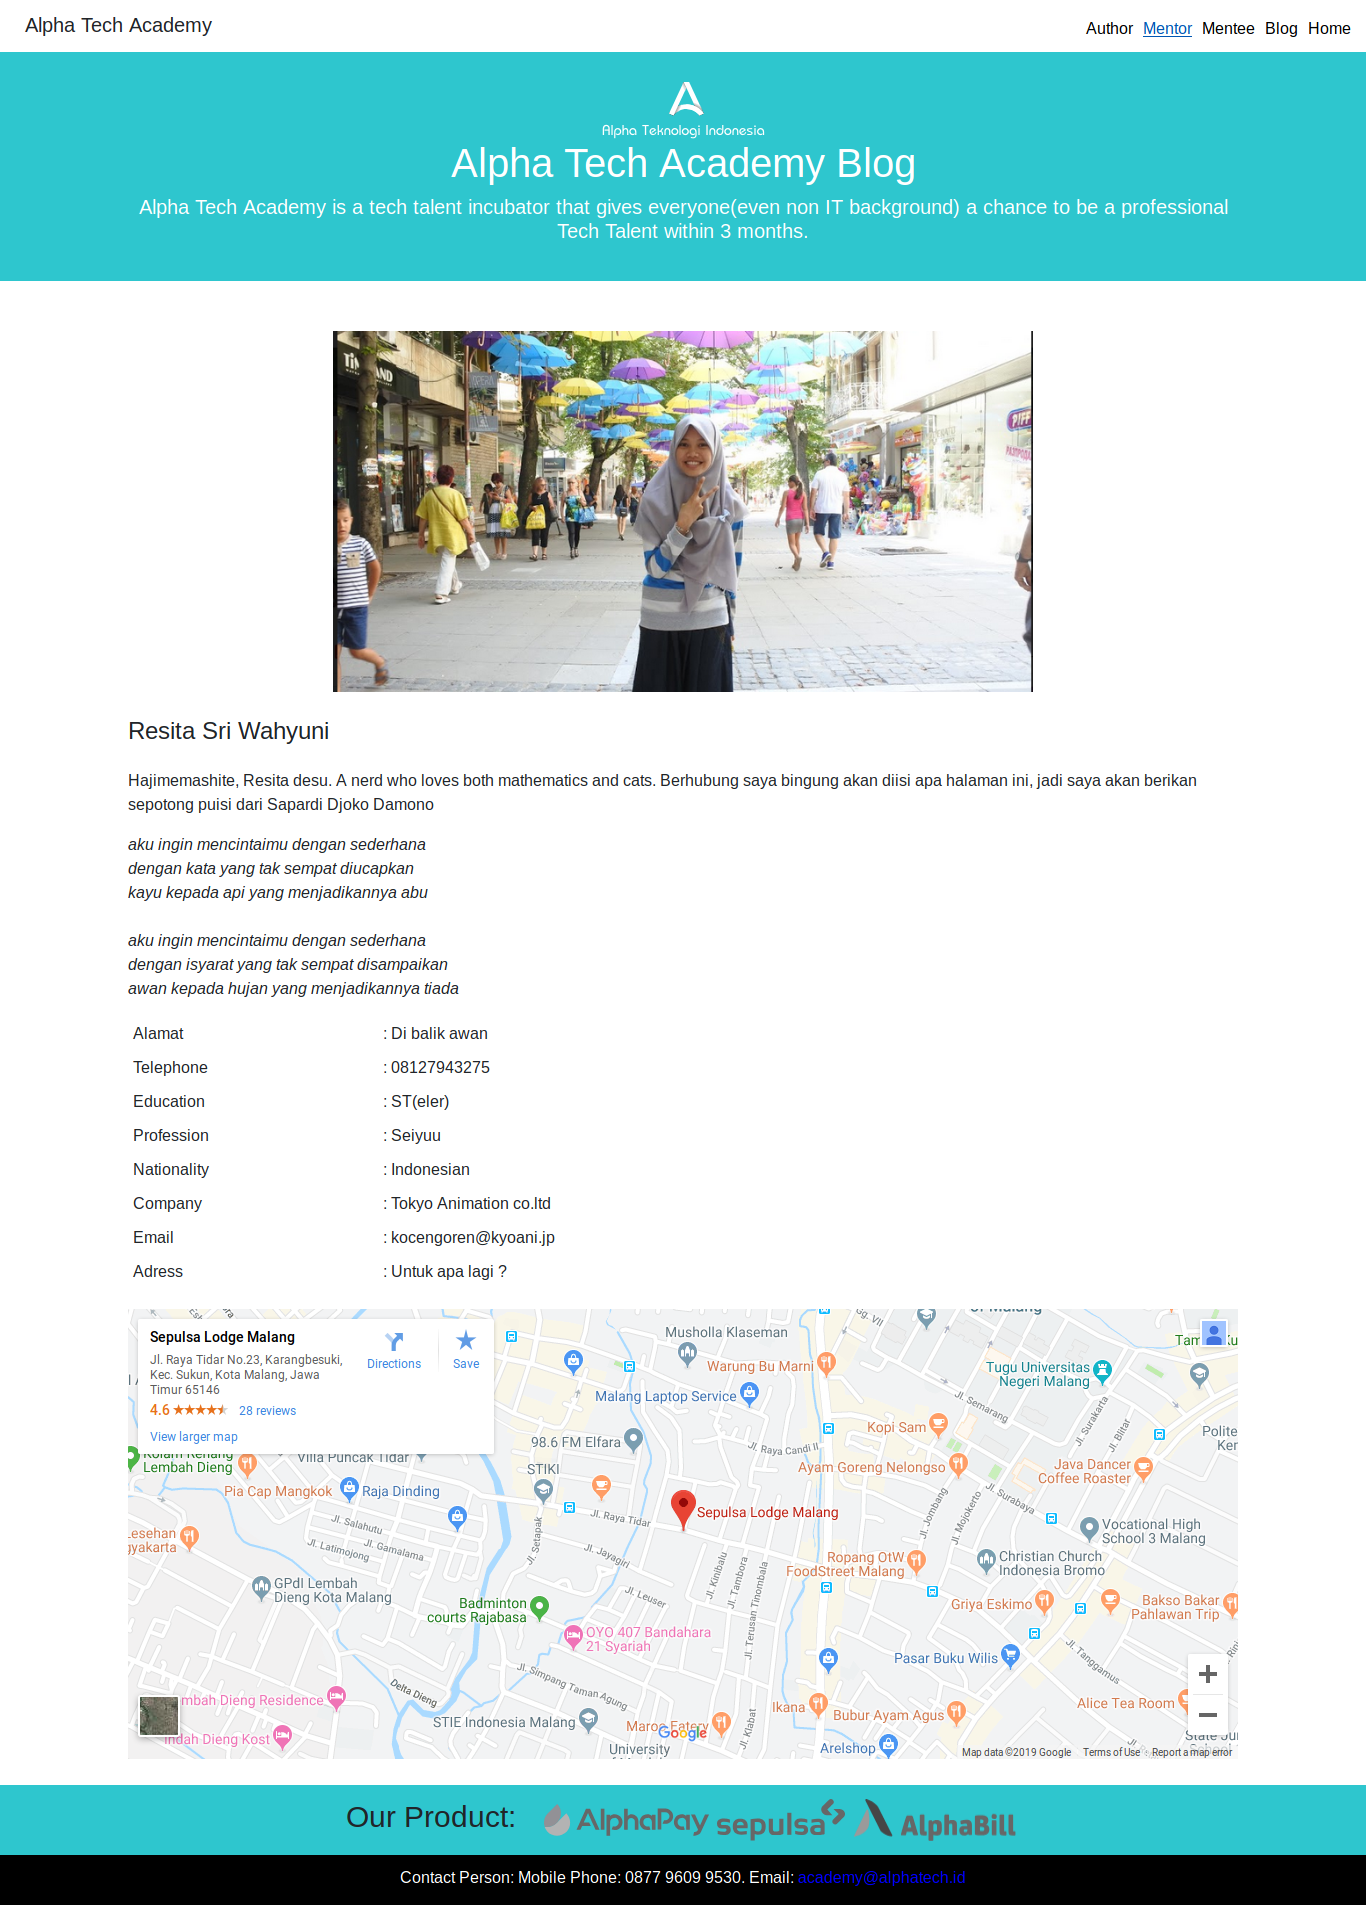 Alpha Tech Academy
Author Mentor Mentee Blog Home
Alpha Teknologi Indonesia
Alpha Tech Academy Blog
Alpha Tech Academy is a tech talent incubator that gives everyone(even non IT background) a chance to be a professional
Tech Talent within 3 months.
Resita Sri Wahyuni
Hajimemashite, Resita desu. A nerd who loves both mathematics and cats. Berhubung saya bingung akan diisi apa halaman ini, jadi saya akan berikan
sepotong puisi dari Sapardi Djoko Damono
aku ingin mencintaimu dengan sederhana
dengan kata yang tak sempat diucapkan
kayu kepada api yang menjadikannya abu
aku ingin mencintaimu dengan sederhana
dengan isyarat yang tak sempat disampaikan
awan kepada hujan yang menjadikannya tiada
Alamat : Di balik awan
Telephone : 08127943275
Education : ST(eler)
Profession : Seiyuu
Nationality : Indonesian
Company : Tokyo Animation co.ltd
Email : kocengoren@kyoani.jp
Adress : Untuk apa lagi ?
Sepulsa Lodge Malang
Jl. Raya Tidar No.23, Karangbesuki,
Kec. Sukun, Kota Malang, Jawa
Timur 65146
4.6 28 reviews
View larger map
Directions
Save
Musholla Klaseman
Warung Bu Marni
Malang Laptop Service
Gg. VII
Tugu Universitas
Negeri Malang
Jl. Semarang
Jl. Surakarta
Jl. Blitar
Kopi Sam
98.6 FM Elfara
Jl. Raya Candi II
Ayam Goreng Nelongso
Java Dancer
Coffee Roaster
Lembah Dieng
Villa Puncak Tidar
Pia Cap Mangkok
Raja Dinding
STIKI
Jl. Raya Tidar
Sepulsa Lodge Malang
Jl. Jombang
Jl. Mojokerto
Jl. Surabaya
Vocational High
School 3 Malang
Jl. Salahutu
Jl. Latimojong
Jl. Gamalama
Jl. Setapak
Jl. Jayagiri
Jl. Leuser
Jl. Kinibalu
Jl. Tambora
Jl. Terusan Tinombala
Ropang OtW
FoodStreet Malang
Christian Church
Indonesia Bromo
GPdI Lembah
Dieng Kota Malang
Badminton
courts Rajabasa
OYO 407 Bandahara
21 Syariah
Griya Eskimo
Bakso Bakar
Pahlawan Trip
Pasar Buku Wilis
Jl. Tanggamus
Jl. Simpang Taman Agung
Delta Dieng
STIE Indonesia Malang
Ikana
Bubur Ayam Agus
Alice Tea Room
Jl. Klabat
University
Arelshop
Google
Map data ©2019 Google Terms of Use Report a map error
Our Product: AlphaPay sepulsa AlphaBill
Contact Person: Mobile Phone: 0877 9609 9530. Email: academy@alphatech.id